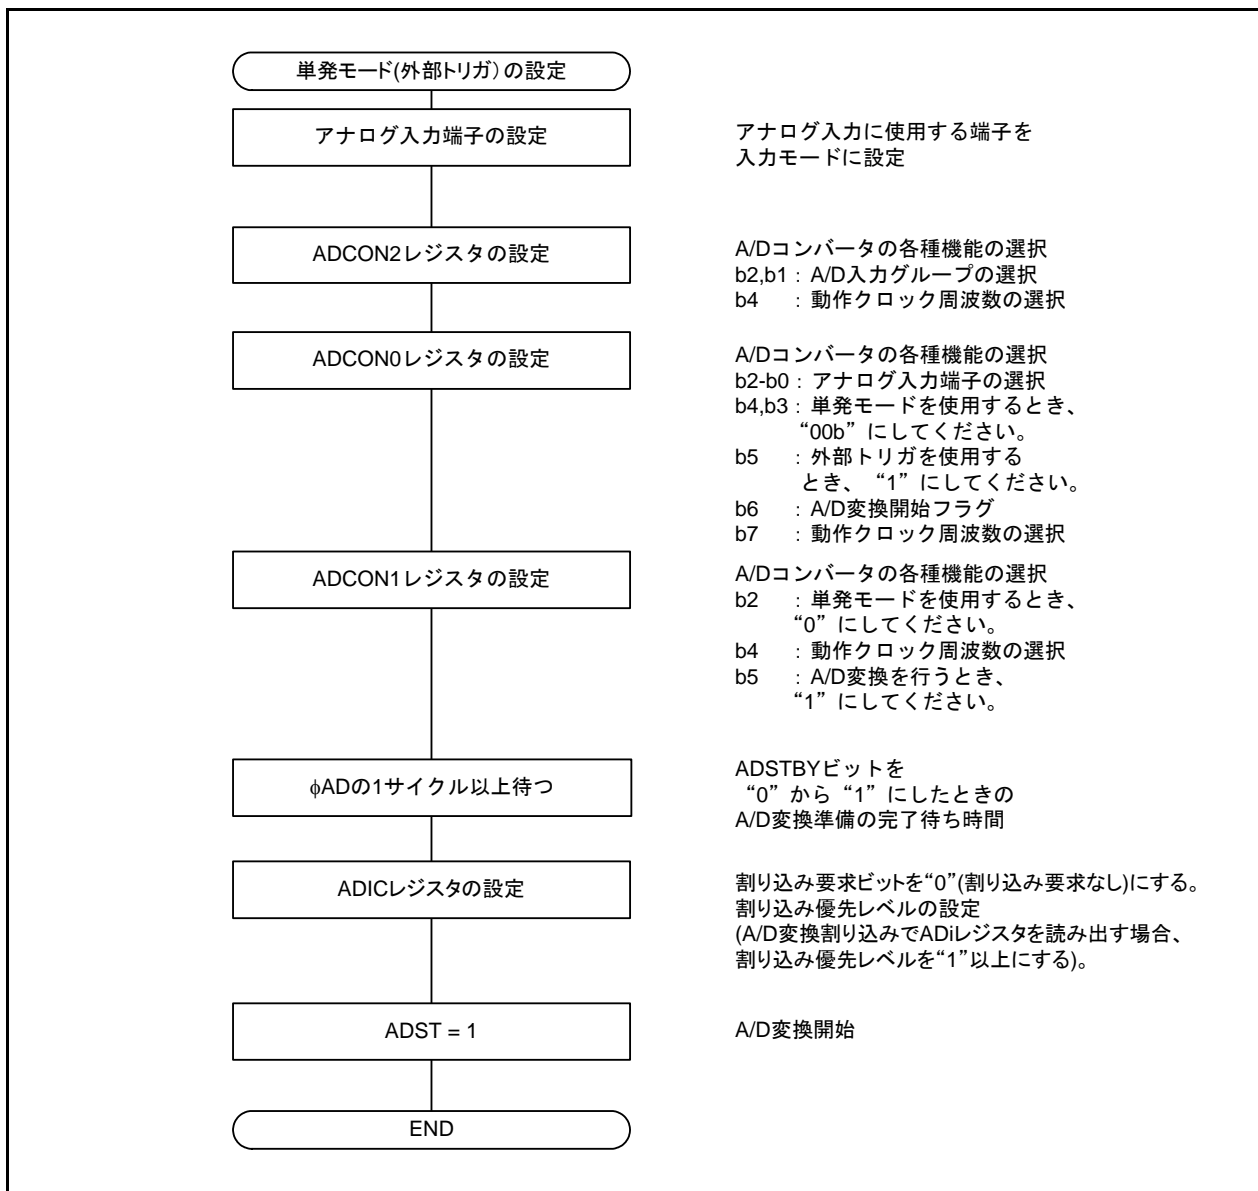 単発モード(外部トリガ）の設定
アナログ入力端子の設定
アナログ入力に使用する端子を
入力モードに設定
ADCON2レジスタの設定
A/Dコンバータの各種機能の選択
b2,b1：A/D入力グループの選択
b4　：動作クロック周波数の選択
ADCON0レジスタの設定
A/Dコンバータの各種機能の選択
b2-b0：アナログ入力端子の選択
b4,b3：単発モードを使用するとき、
“00b”にしてください。
b5　：外部トリガを使用する
とき、“1”にしてください。
b6　：A/D変換開始フラグ
b7　：動作クロック周波数の選択
ADCON1レジスタの設定
A/Dコンバータの各種機能の選択
b2　：単発モードを使用するとき、
“0”にしてください。
b4　：動作クロック周波数の選択
b5　：A/D変換を行うとき、
“1”にしてください。
φADの1サイクル以上待つ
ADSTBYビットを
“0”から“1”にしたときの
A/D変換準備の完了待ち時間
ADICレジスタの設定
割り込み要求ビットを“0”(割り込み要求なし)にする。
割り込み優先レベルの設定
(A/D変換割り込みでADiレジスタを読み出す場合、
割り込み優先レベルを“1”以上にする)。
ADST = 1
A/D変換開始
END